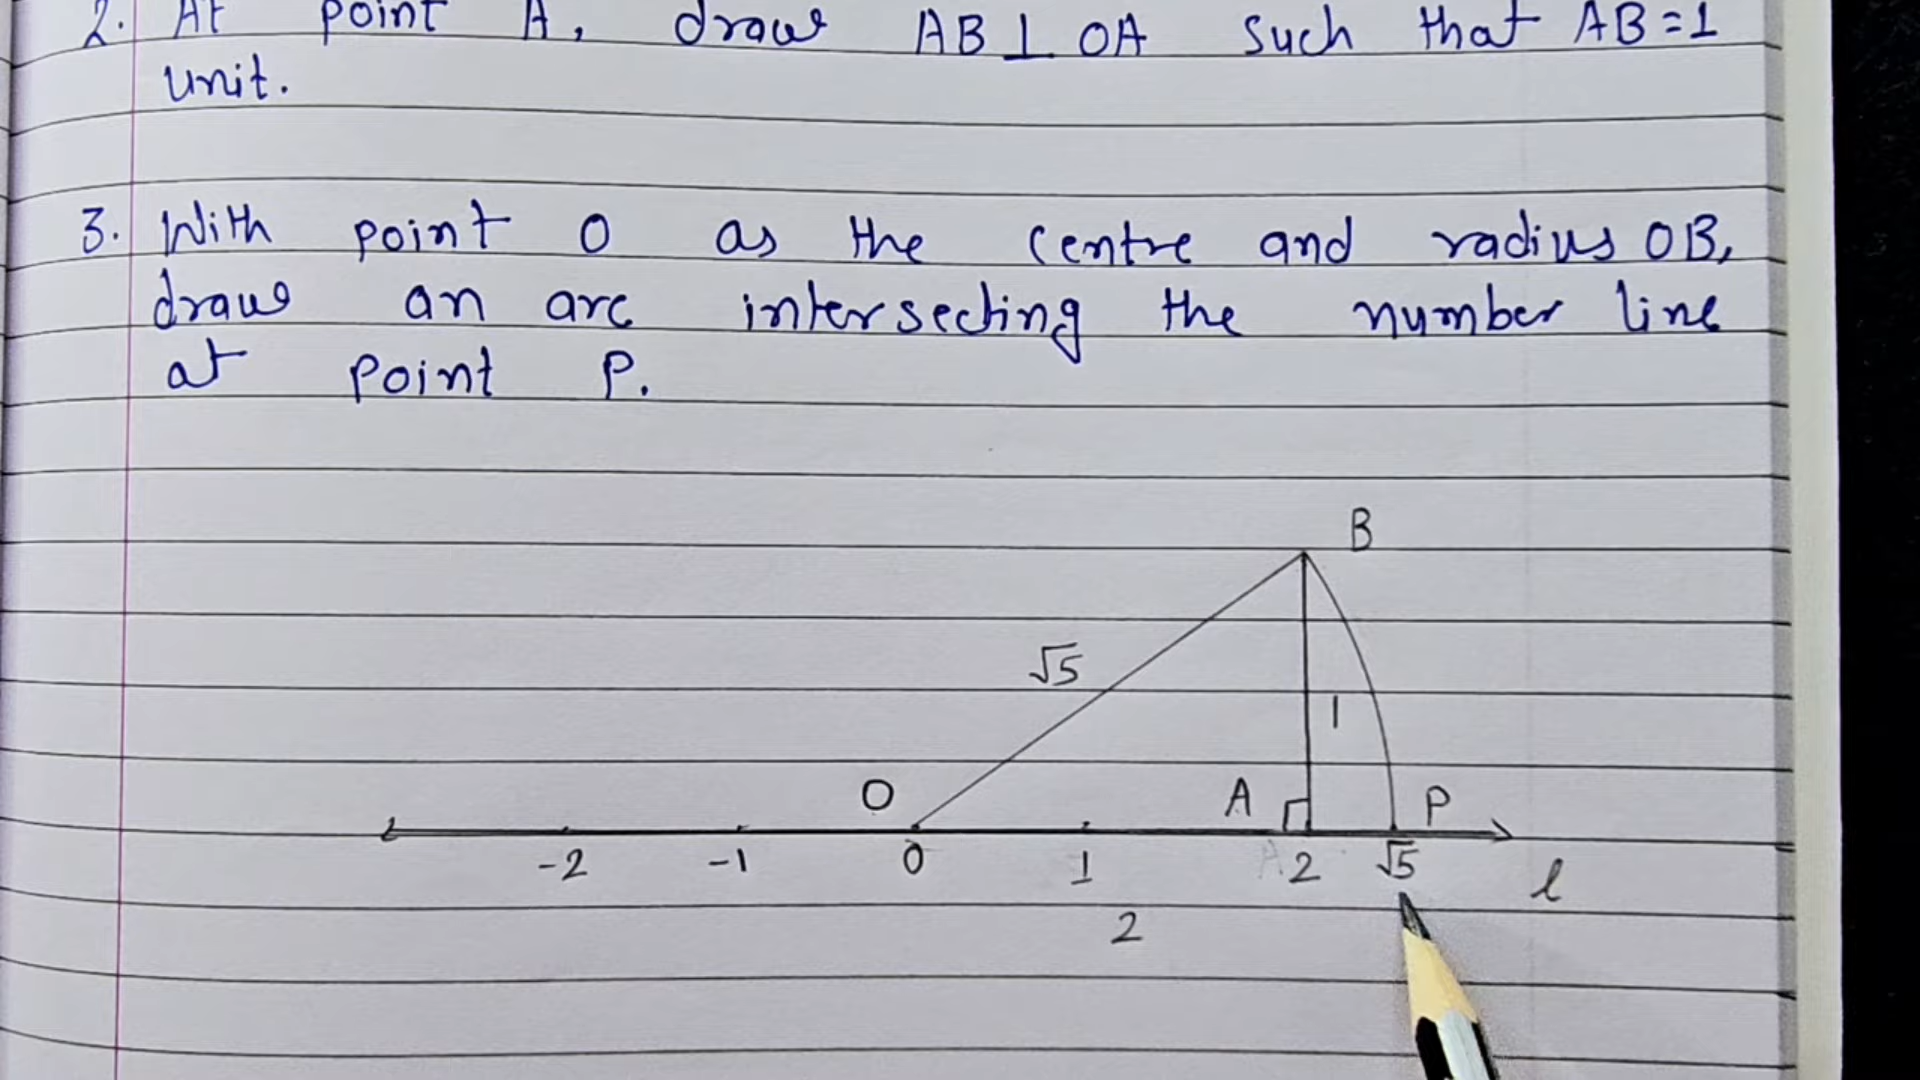 2. At point A, draw AB ⊥ OA such that AB = 1
unit.
3. With point O as the centre and radius OB,
draw an arc intersecting the number line
at point P.
B
√5
1
O A P
-2 -1 0 1 2 √5 l
2